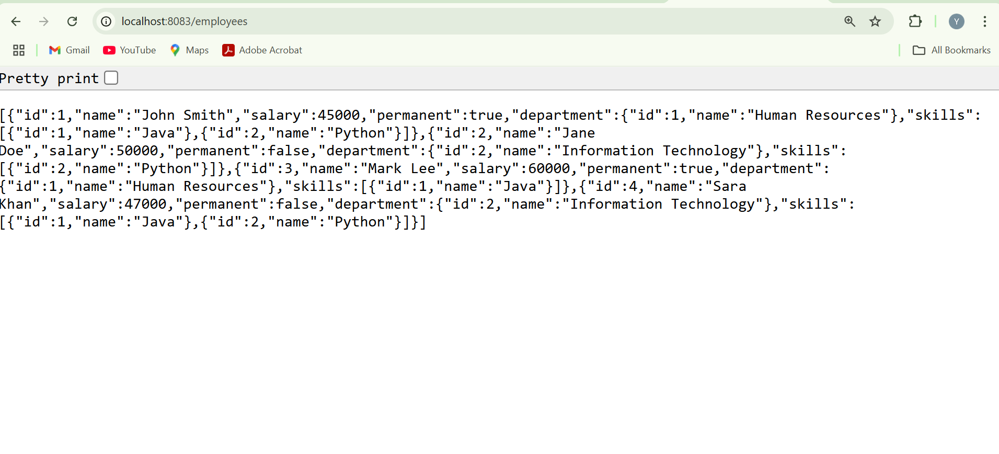 localhost:8083/employees
Y
Gmail YouTube Maps Adobe Acrobat All Bookmarks
Pretty print
[{"id":1,"name":"John Smith","salary":45000,"permanent":true,"department":{"id":1,"name":"Human Resources"},"skills":
[{"id":1,"name":"Java"},{"id":2,"name":"Python"}]},{"id":2,"name":"Jane
Doe","salary":50000,"permanent":false,"department":{"id":2,"name":"Information Technology"},"skills":
[{"id":2,"name":"Python"}]},{"id":3,"name":"Mark Lee","salary":60000,"permanent":true,"department":
{"id":1,"name":"Human Resources"},"skills":[{"id":1,"name":"Java"}]},{"id":4,"name":"Sara
Khan","salary":47000,"permanent":false,"department":{"id":2,"name":"Information Technology"},"skills":
[{"id":1,"name":"Java"},{"id":2,"name":"Python"}]}]